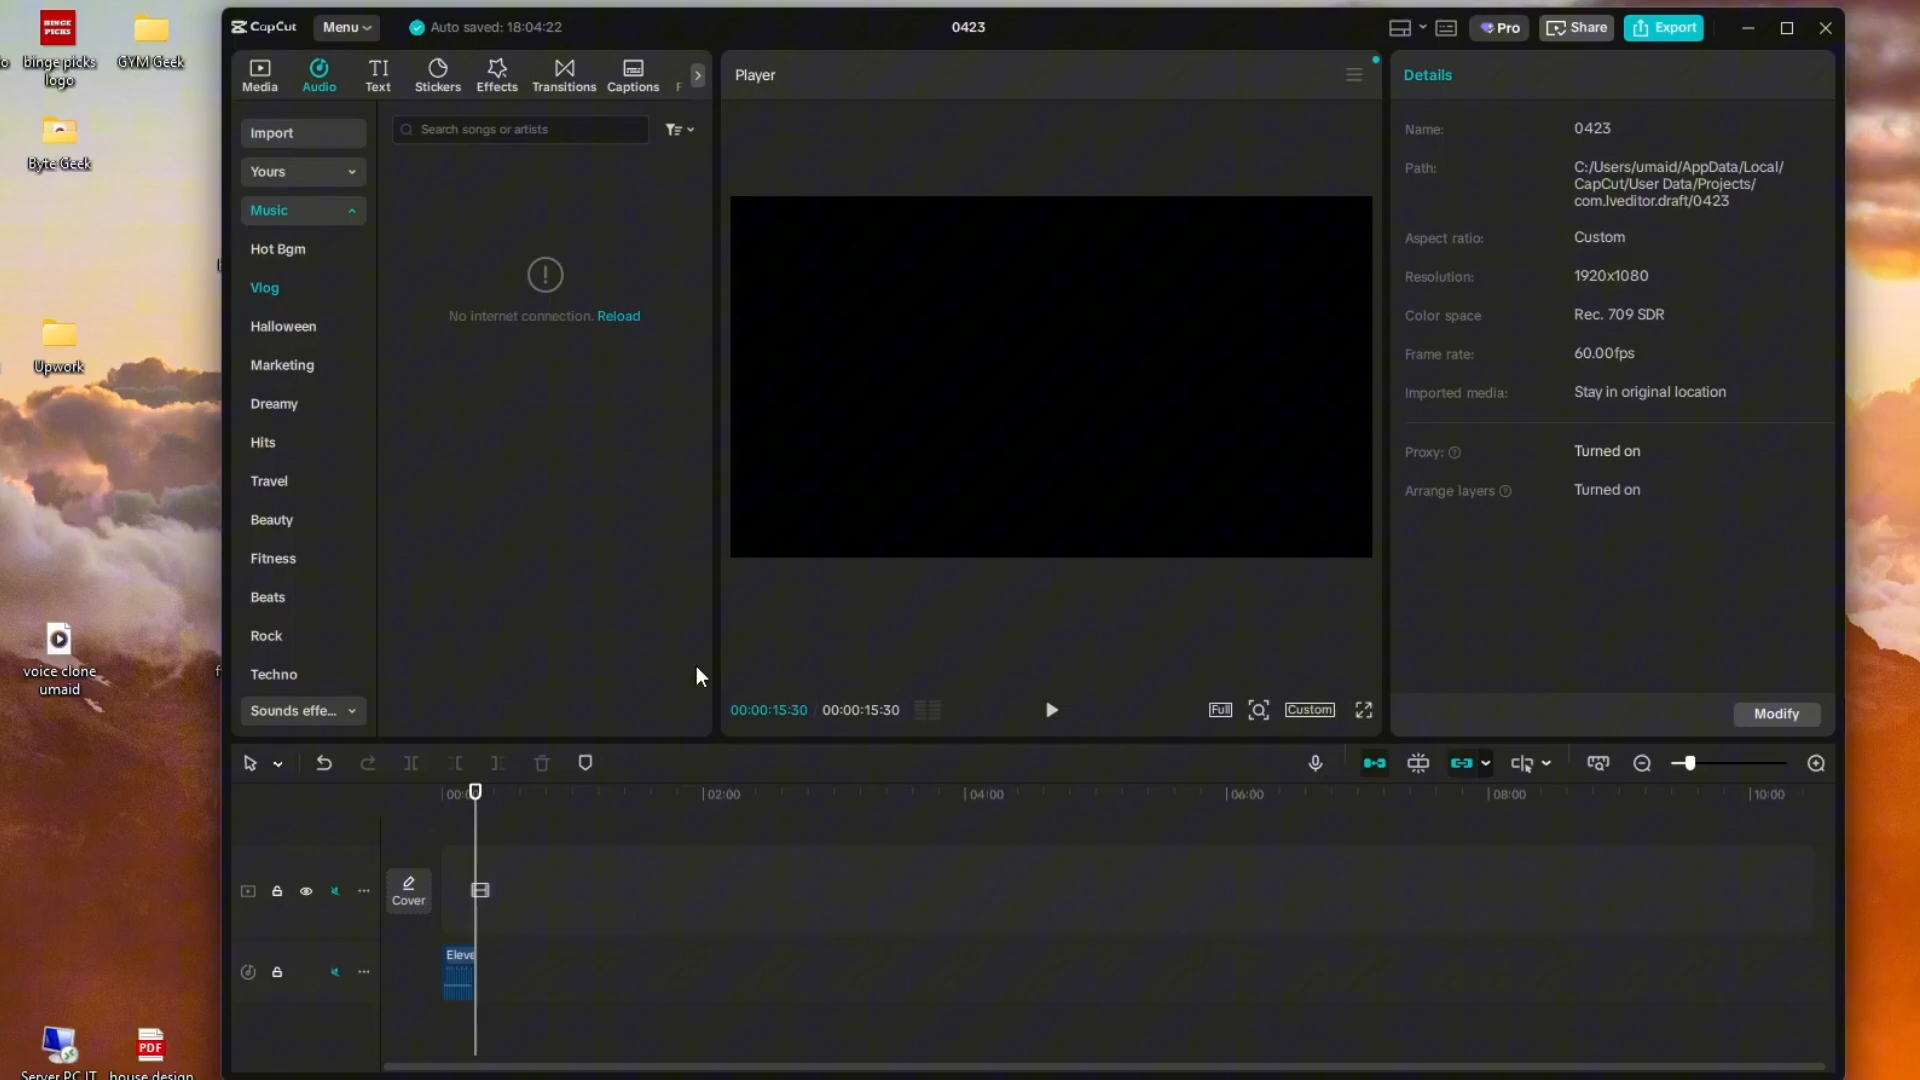 BINGE
PICKS
binge picks
logo
GYM Geek
Byte Geek
Upwork
voice clone
umaid
PDF
Server PC IT
house design
CapCut
Menu
Auto saved: 18:04:22
0423
Pro
Share
Export
Media
Audio
TI
Text
Stickers
Effects
Transitions
Captions
F
Import
Yours
Music
Hot Bgm
Vlog
Halloween
Marketing
Dreamy
Hits
Travel
Beauty
Fitness
Beats
Rock
Techno
Sounds effe...
Search songs or artists
No internet connection. Reload
Player
00:00:15:30
00:00:15:30
Full
Custom
Details
Name: 0423
Path: C:/Users/umaid/AppData/Local/
CapCut/User Data/Projects/
com.lveditor.draft/0423
Aspect ratio: Custom
Resolution: 1920x1080
Color space Rec. 709 SDR
Frame rate: 60.00fps
Imported media: Stay in original location
Proxy: Turned on
Arrange layers Turned on
Modify
02:00
04:00
06:00
08:00
10:00
Cover
Eleve